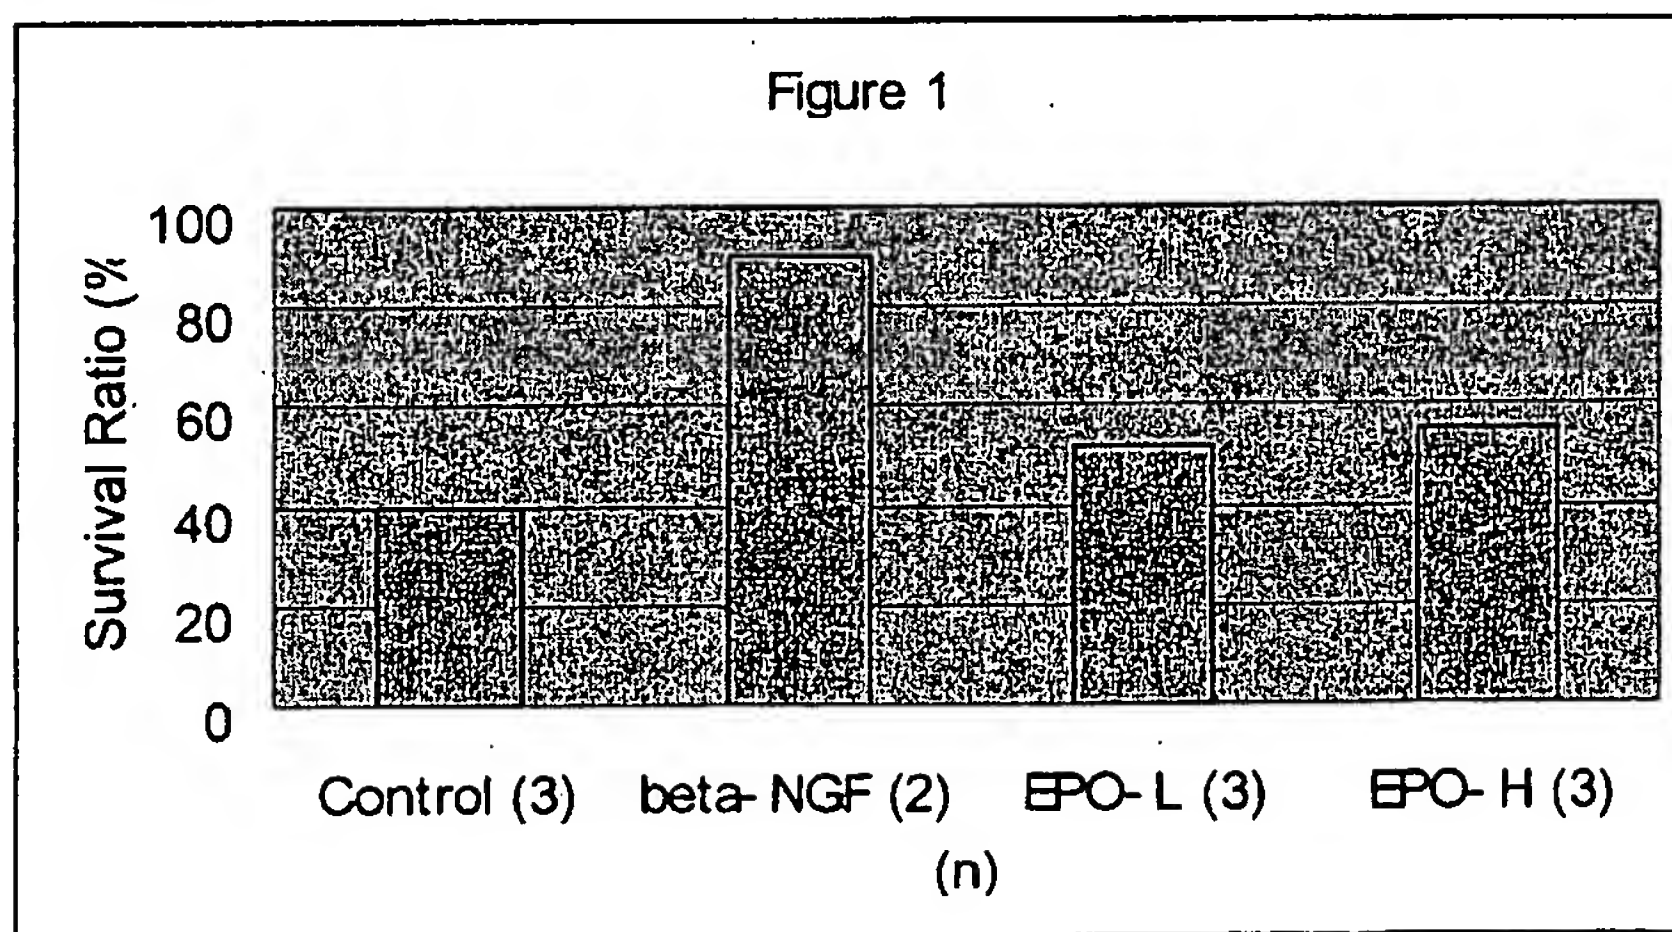 Figure 1
Survival Ratio (%
100
80
60
40
20
0
Control (3) beta-NGF (2) EPO-L (3) EPO-H (3)
(n)